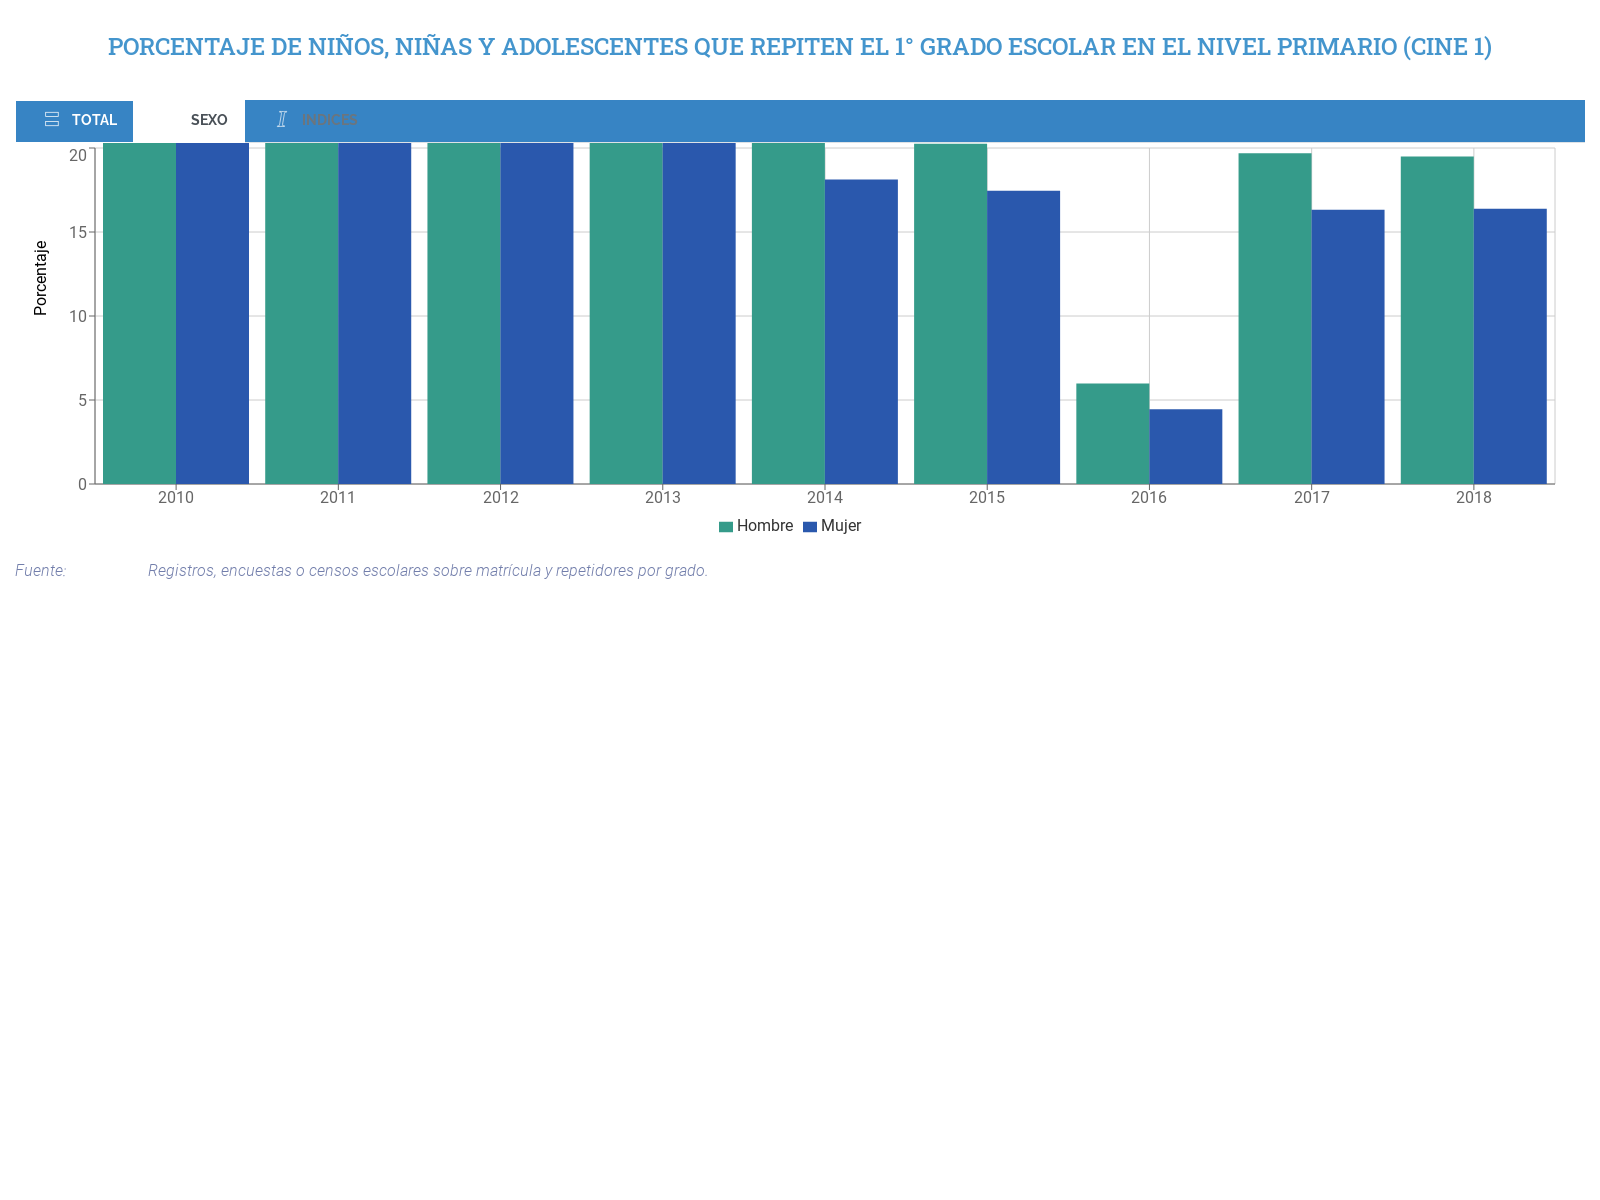 PORCENTAJE DE NIÑOS, NIÑAS Y ADOLESCENTES QUE REPITEN EL 1° GRADO ESCOLAR EN EL NIVEL PRIMARIO (CINE 1)
TOTAL SEXO INDICES
20
15
10
5
0
Porcentaje
2010 2011 2012 2013 2014 2015 2016 2017 2018
Hombre Mujer
Fuente: Registros, encuestas o censos escolares sobre matrícula y repetidores por grado.